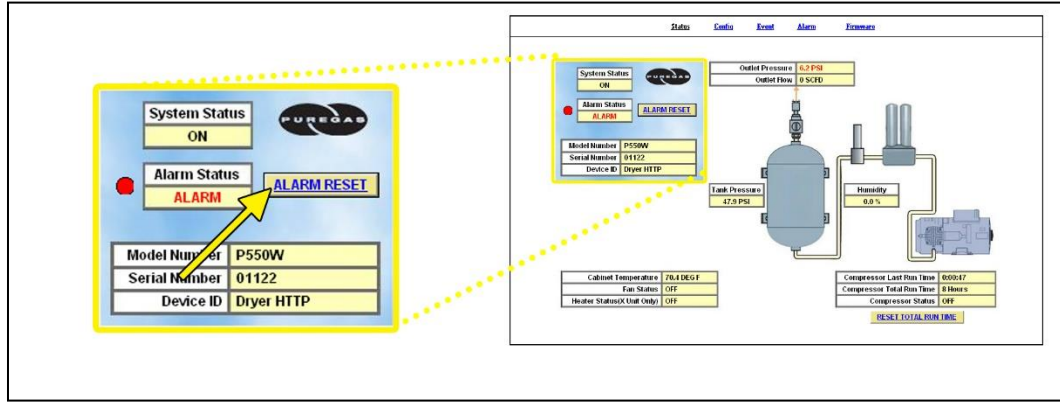 System Status
ON
PUREGAS
Alarm Status
ALARM
ALARM RESET
Model Number P550W
Serial Number 01122
Device ID Dryer HTTP
Status Config Event Alarm Firmware
System Status
ON
PUREGAS
Alarm Status
ALARM
ALARM RESET
Model Number P550W
Serial Number 01122
Device ID Dryer HTTP
Outlet Pressure 6.2 PSI
Outlet Flow 0 SCFD
Tank Pressure
47.9 PSI
Humidity
0.0 %
Cabinet Temperature 70.4 DEG F
Fan Status OFF
Heater Status(X Unit Only) OFF
Compressor Last Run Time 0:00:47
Compressor Total Run Time 8 Hours
Compressor Status OFF
RESET TOTAL RUN TIME